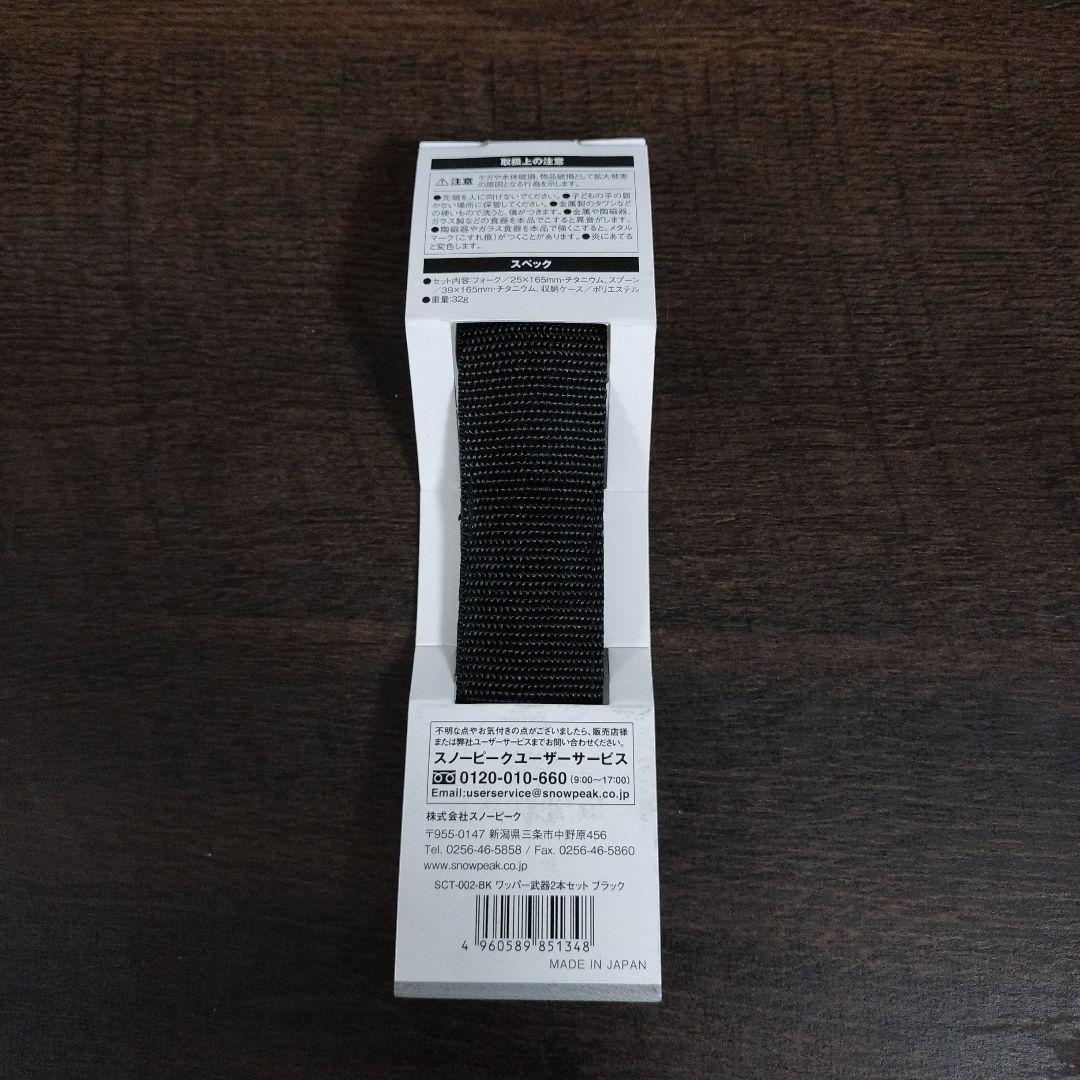 取扱上の注意
注意 ケガや本体破損、物品破損として拡大被害
の原因となる行為を示します。
●先端を人に向けないでください。●子どもの手の届
かない場所に保管してください。●金属製のタワシなど
の硬いもので洗うと、傷がつきます。●金属や陶磁器、
ガラス製などの食器を本品でこすると異音がします。
●陶磁器やガラス食器を本品で強くこすると、メタル
マーク(こすれ痕)がつくことがあります。●炎にあてる
と変色します。
スペック
●セット内容:フォーク/25×165mm・チタニウム、スプーン
/39×165mm・チタニウム、収納ケース/ポリエステル
●重量:32g
不明な点やお気付きの点がございましたら、販売店様
または弊社ユーザーサービスまでお問い合わせください。
スノーピークユーザーサービス
0120-010-660(9:00〜17:00)
Email:userservice@snowpeak.co.jp
株式会社スノーピーク
〒955-0147 新潟県三条市中野原456
Tel. 0256-46-5858 / Fax. 0256-46-5860
www.snowpeak.co.jp
SCT-002-BK ワッパー武器2本セット ブラック
4 960589 851348
MADE IN JAPAN